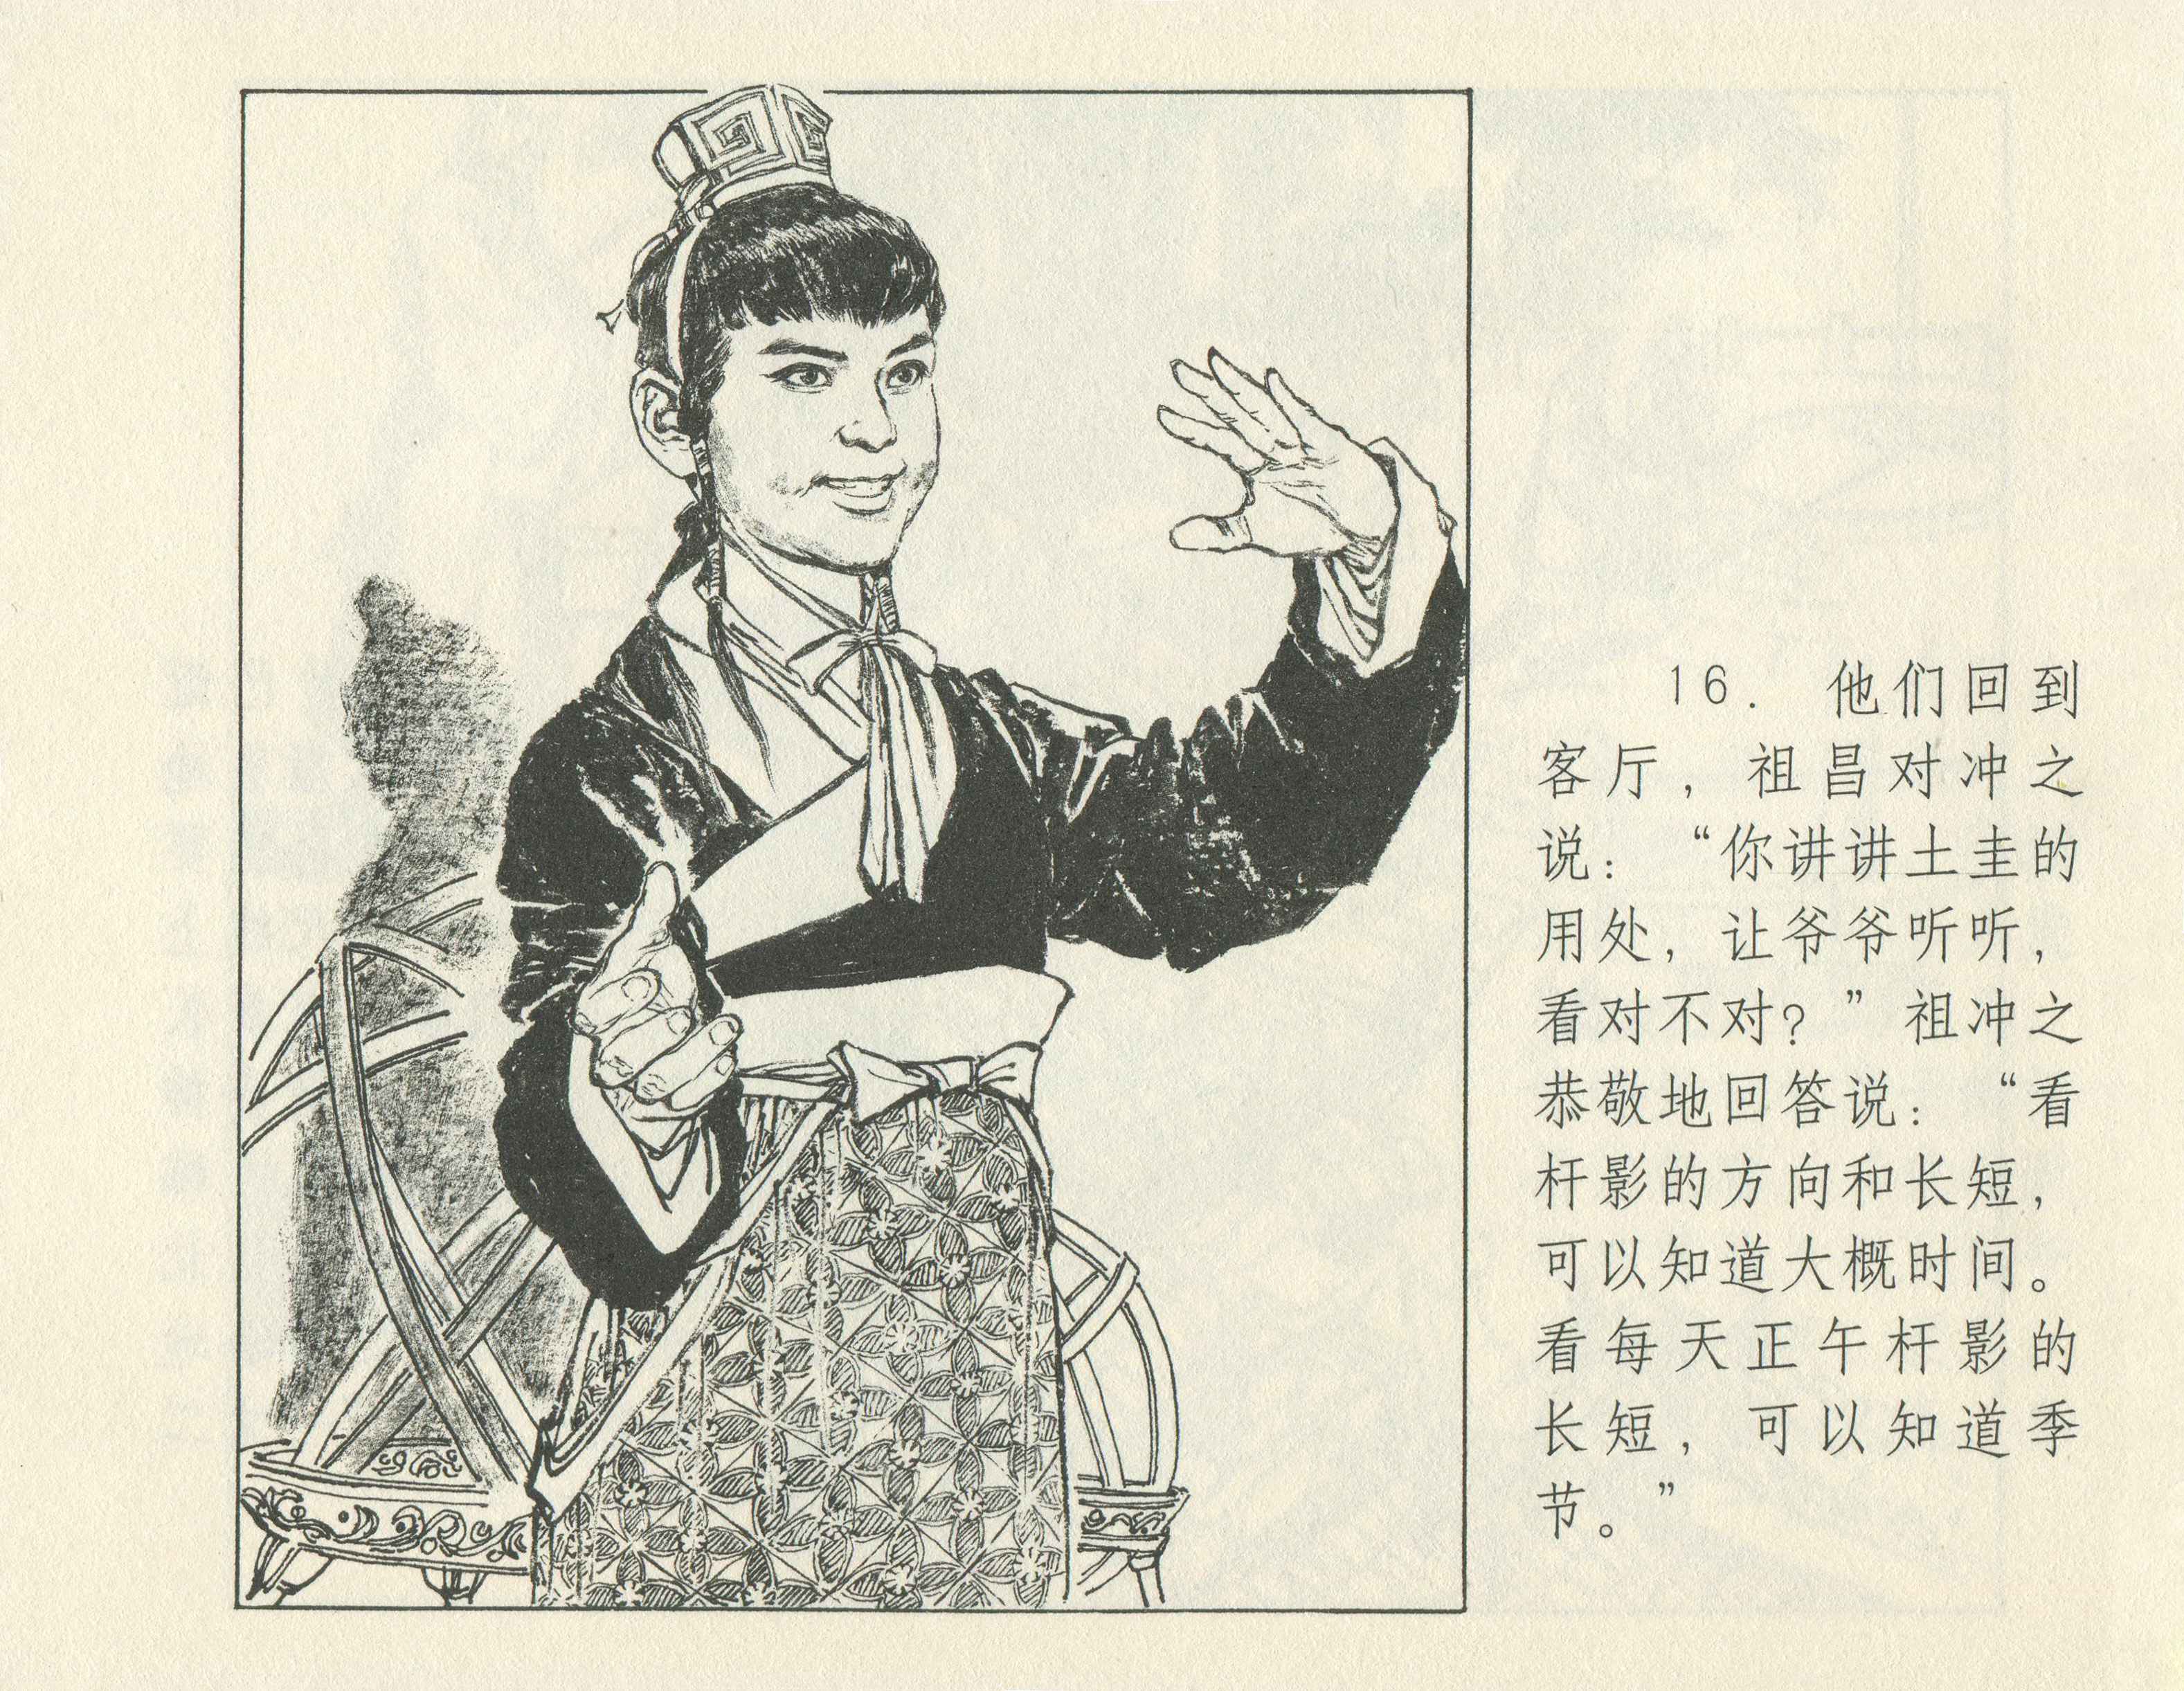 16. 他们回到
客厅，祖昌对冲之
说：“你讲讲土圭的
用处，让爷爷听听，
看对不对？”祖冲之
恭敬地回答说：“看
杆影的方向和长短，
可以知道大概时间。
看每天正午杆影的
长短，可以知道季
节。”